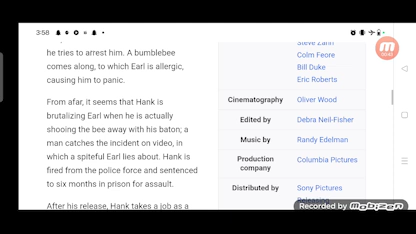 3:58
he tries to arrest him. A bumblebee
comes along, to which Earl is allergic,
causing him to panic.
From afar, it seems that Hank is
brutalizing Earl when he is actually
shooing the bee away with his baton; a
man catches the incident on video, in
which a spiteful Earl lies about. Hank is
fired from the police force and sentenced
to six months in prison for assault.
After his release, Hank takes a job as a
Steve Zahn
Colm Feore
Bill Duke
Eric Roberts
Cinematography Oliver Wood
Edited by Debra Neil-Fisher
Music by Randy Edelman
Production Columbia Pictures
company
Distributed by Sony Pictures
Releasing
Recorded by Mobizen